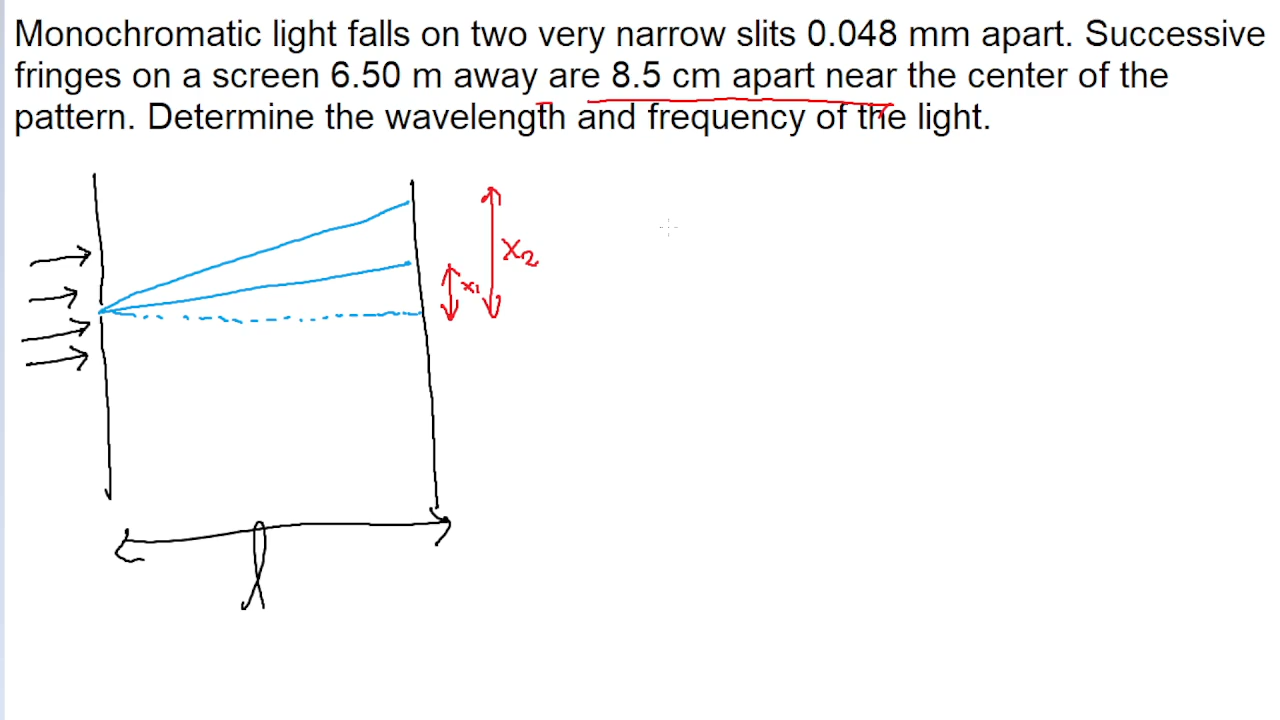 Monochromatic light falls on two very narrow slits 0.048 mm apart. Successive
fringes on a screen 6.50 m away are 8.5 cm apart near the center of the
pattern. Determine the wavelength and frequency of the light.
x₂
x₁
l